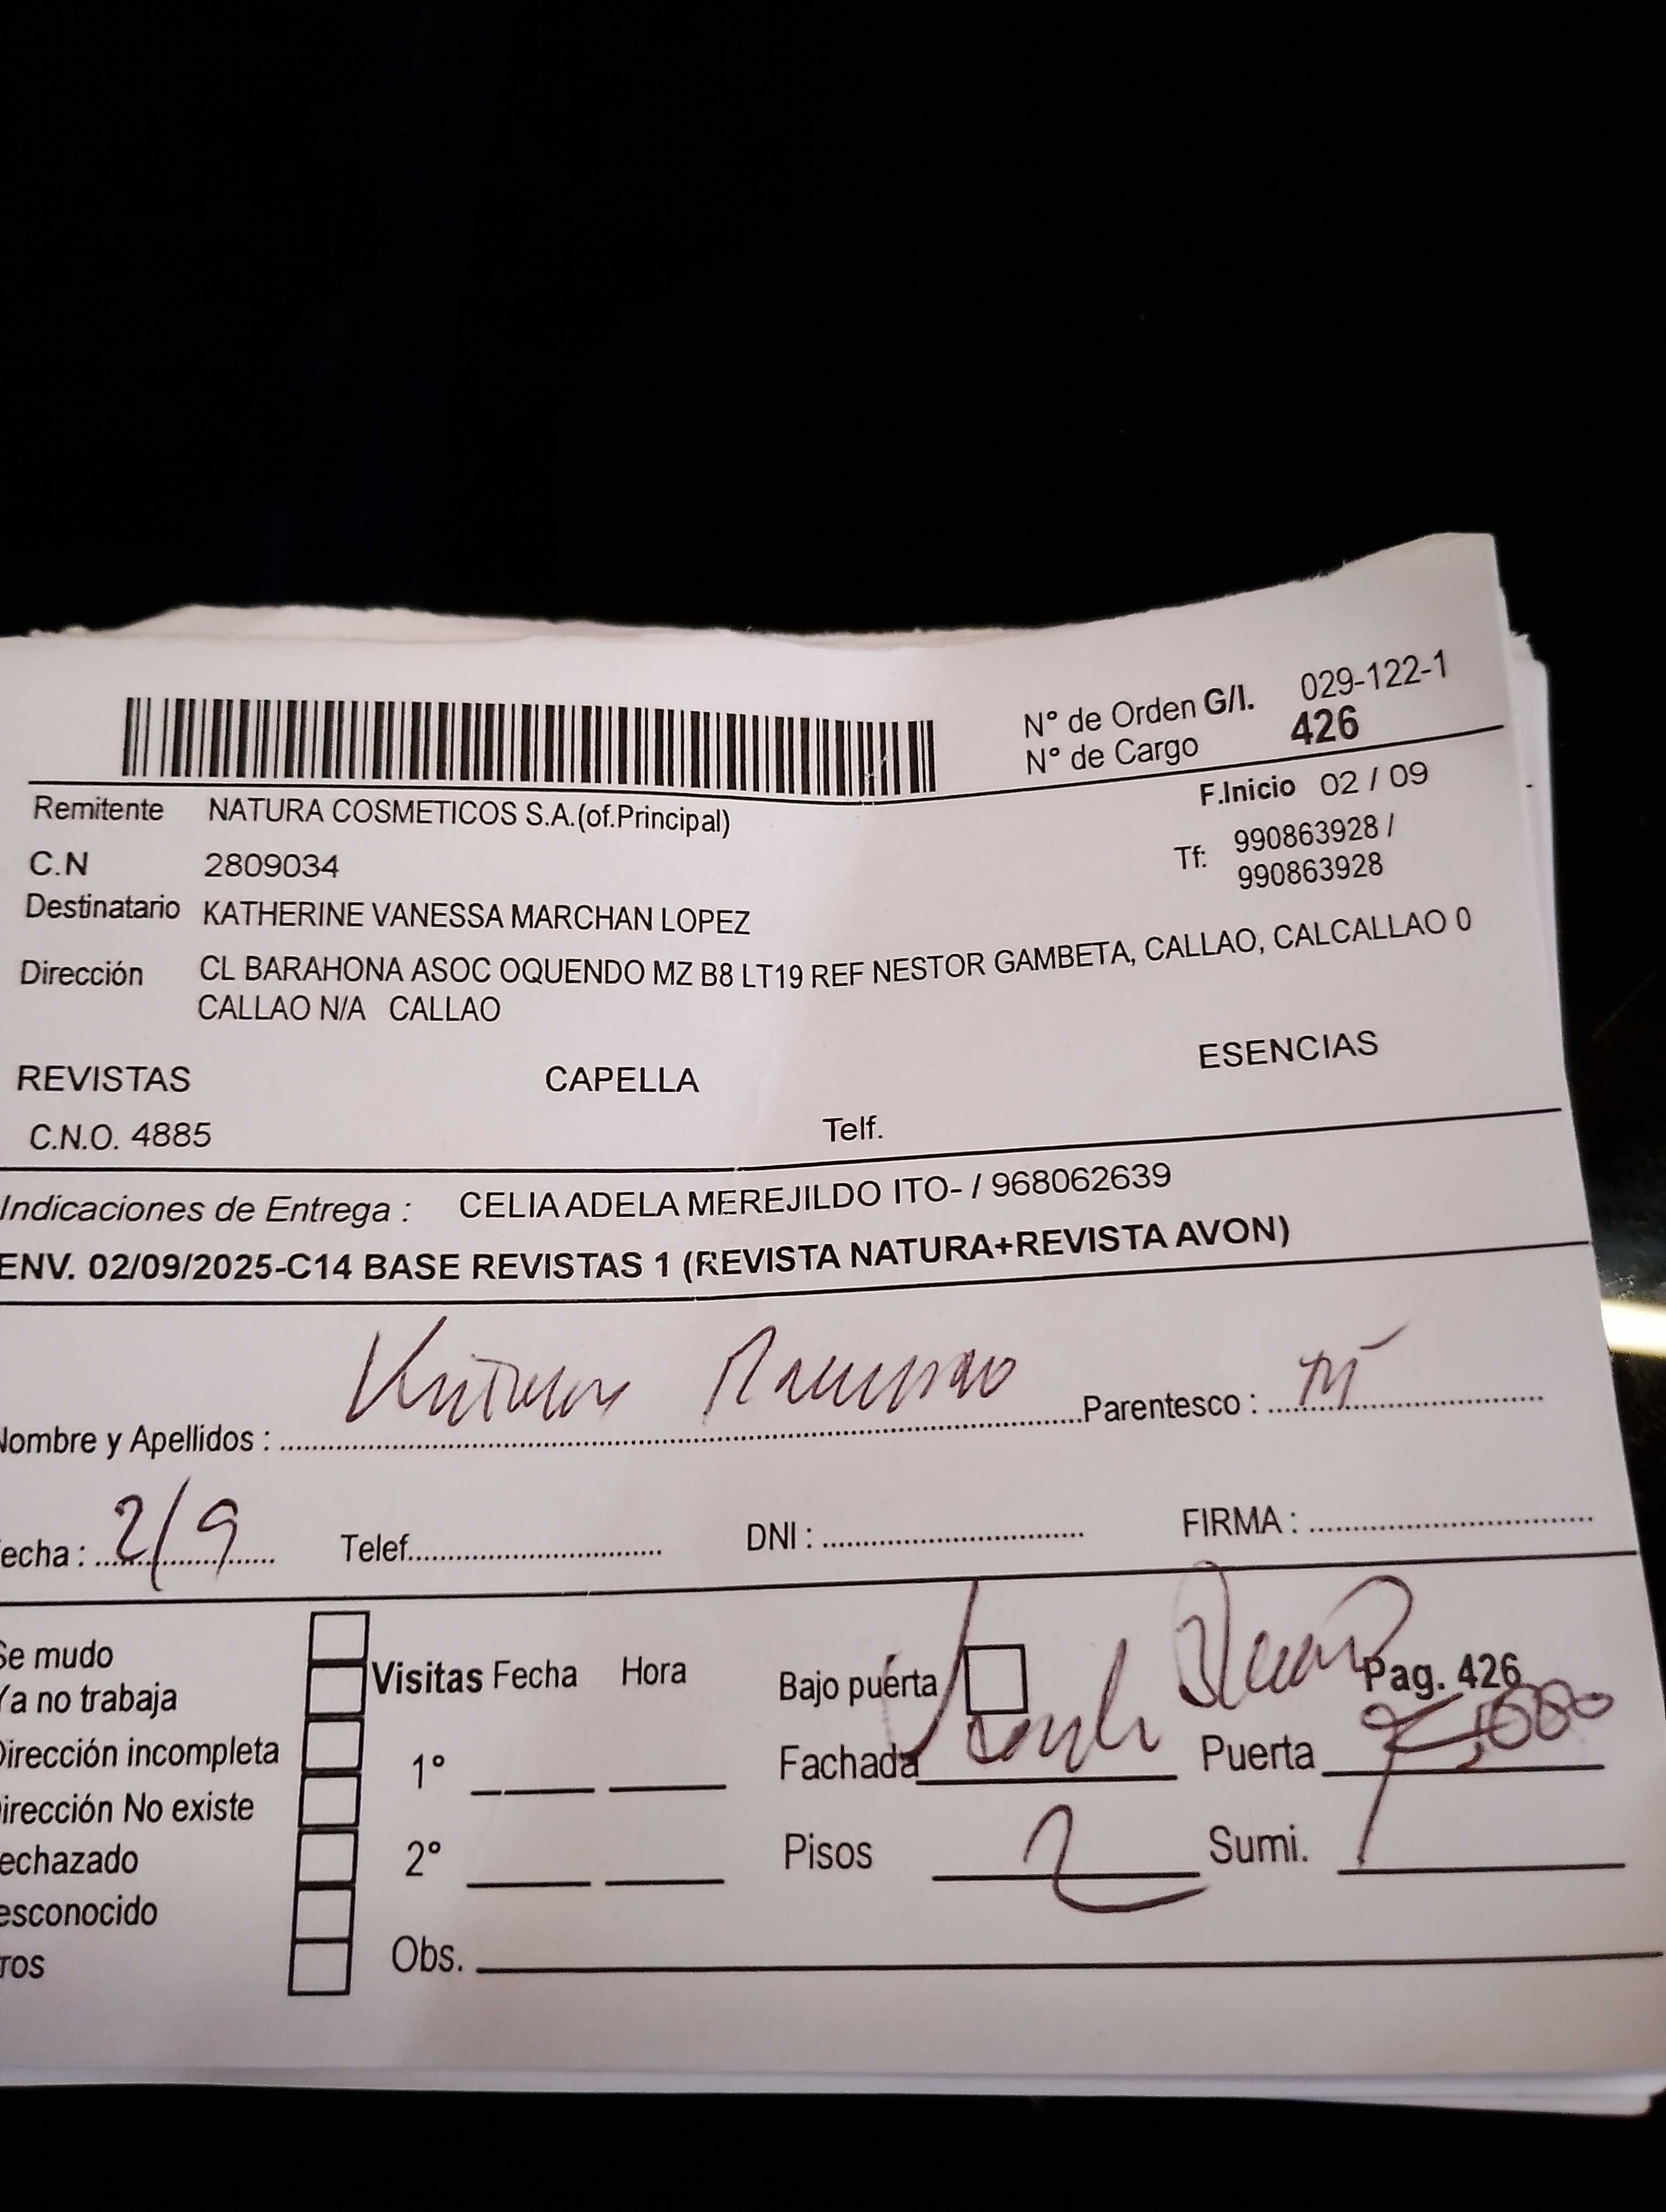 N° de Orden G/I. 029-122-1
N° de Cargo 426
Remitente NATURA COSMETICOS S.A.(of.Principal)
F.Inicio 02 / 09
C.N 2809034
Tf: 990863928 /
990863928
Destinatario KATHERINE VANESSA MARCHAN LOPEZ
Dirección CL BARAHONA ASOC OQUENDO MZ B8 LT19 REF NESTOR GAMBETA, CALLAO, CALCALLAO 0
CALLAO N/A CALLAO
REVISTAS CAPELLA ESENCIAS
C.N.O. 4885 Telf.
Indicaciones de Entrega : CELIA ADELA MEREJILDO ITO- / 968062639
ENV. 02/09/2025-C14 BASE REVISTAS 1 (REVISTA NATURA+REVISTA AVON)
Nombre y Apellidos : Parentesco :
echa : 2/9 Telef. DNI : FIRMA :
Se mudo
Ya no trabaja
Visitas Fecha Hora
Bajo puerta
Pag. 426
Dirección incompleta
1° Fachada Puerta
irección No existe
echazado
2° Pisos 2 Sumi.
esconocido
ros
Obs.